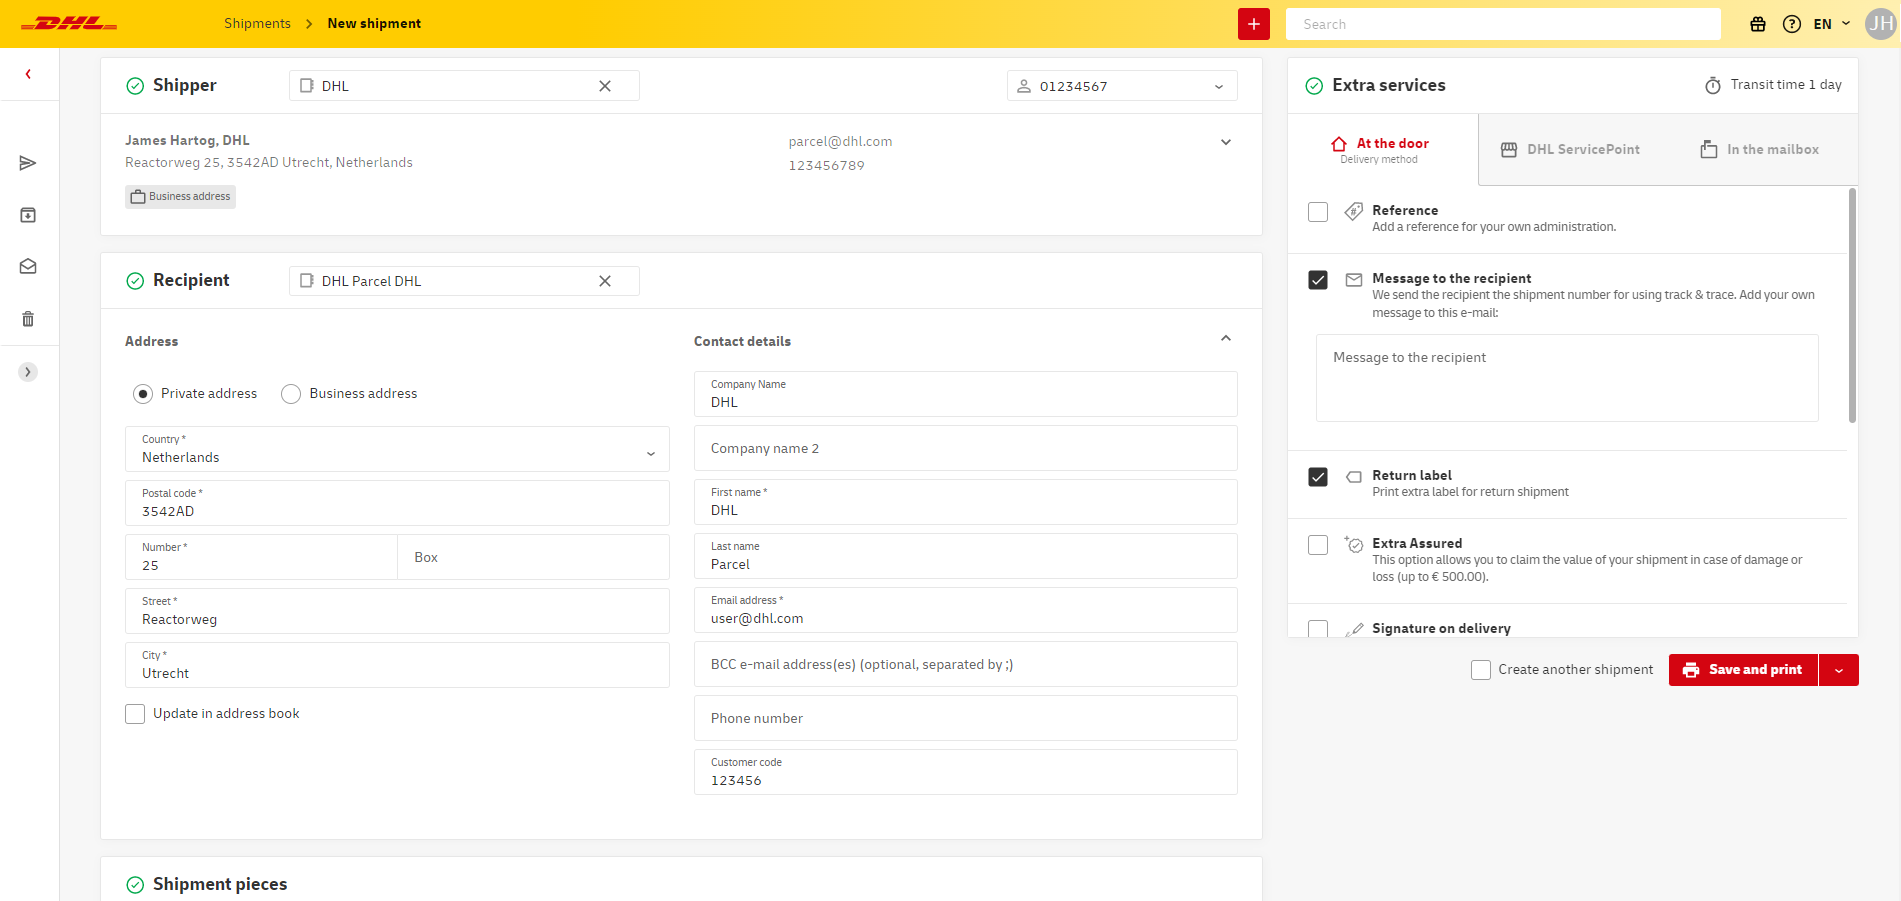 DHL
Shipments > New shipment
+
Search
EN
JH
Shipper
DHL
01234567
James Hartog, DHL
Reactorweg 25, 3542AD Utrecht, Netherlands
parcel@dhl.com
123456789
Business address
Recipient
DHL Parcel DHL
Address
Private address
Business address
Country *
Netherlands
Postal code *
3542AD
Number *
25
Box
Street *
Reactorweg
City *
Utrecht
Update in address book
Contact details
Company Name
DHL
Company name 2
First name *
DHL
Last name
Parcel
Email address *
user@dhl.com
BCC e-mail address(es) (optional, separated by ;)
Phone number
Customer code
123456
Shipment pieces
Extra services
Transit time 1 day
At the door
Delivery method
DHL ServicePoint
In the mailbox
Reference
Add a reference for your own administration.
Message to the recipient
We send the recipient the shipment number for using track & trace. Add your own
message to this e-mail:
Message to the recipient
Return label
Print extra label for return shipment
Extra Assured
This option allows you to claim the value of your shipment in case of damage or
loss (up to € 500.00).
Signature on delivery
Create another shipment
Save and print